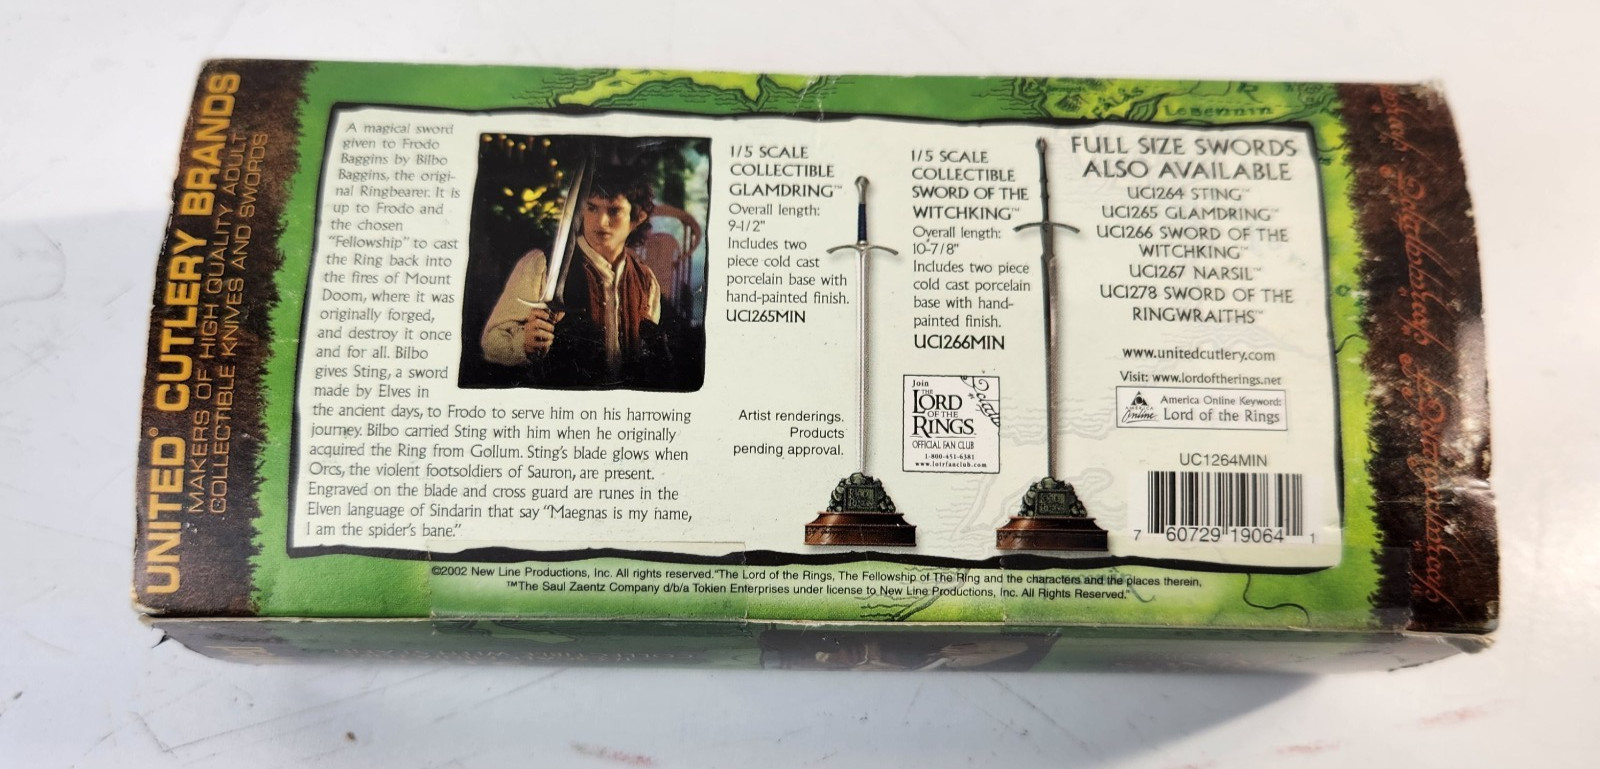 UNITED® CUTLERY BRANDS
MAKERS OF HIGH QUALITY ADULT
COLLECTIBLE KNIVES AND SWORDS
A magical sword
given to Frodo
Baggins by Bilbo
Baggins, the origi-
nal Ringbearer. It is
up to Frodo and
the chosen
"Fellowship" to cast
the Ring back into
the fires of Mount
Doom, where it was
originally forged,
and destroy it once
and for all. Bilbo
gives Sting, a sword
made by Elves in
the ancient days, to Frodo to serve him on his harrowing
journey. Bilbo carried Sting with him when he originally
acquired the Ring from Gollum. Sting's blade glows when
Orcs, the violent footsoldiers of Sauron, are present.
Engraved on the blade and cross guard are runes in the
Elven language of Sindarin that say "Maegnas is my name,
I am the spider's bane."
1/5 SCALE
COLLECTIBLE
GLAMDRING™
Overall length:
9-1/2"
Includes two
piece cold cast
porcelain base with
hand-painted finish.
UC1265MIN
Artist renderings.
Products
pending approval.
1/5 SCALE
COLLECTIBLE
SWORD OF THE
WITCHKING™
Overall length:
10-7/8"
Includes two piece
cold cast porcelain
base with hand-
painted finish.
UC1266MIN
Join
THE
LORD
OF THE
RINGS
OFFICIAL FAN CLUB
1-800-451-6381
www.lotrfanclub.com
Lebennin
FULL SIZE SWORDS
ALSO AVAILABLE
UC1264 STING™
UC1265 GLAMDRING™
UC1266 SWORD OF THE
WITCHKING™
UC1267 NARSIL™
UC1278 SWORD OF THE
RINGWRAITHS™
www.unitedcutlery.com
Visit: www.lordoftherings.net
AMERICA
Online
America Online Keyword:
Lord of the Rings
UC1264MIN
7 60729 19064 1
©2002 New Line Productions, Inc. All rights reserved."The Lord of the Rings, The Fellowship of The Ring and the characters and the places therein,
™The Saul Zaentz Company d/b/a Tokien Enterprises under license to New Line Productions, Inc. All Rights Reserved."